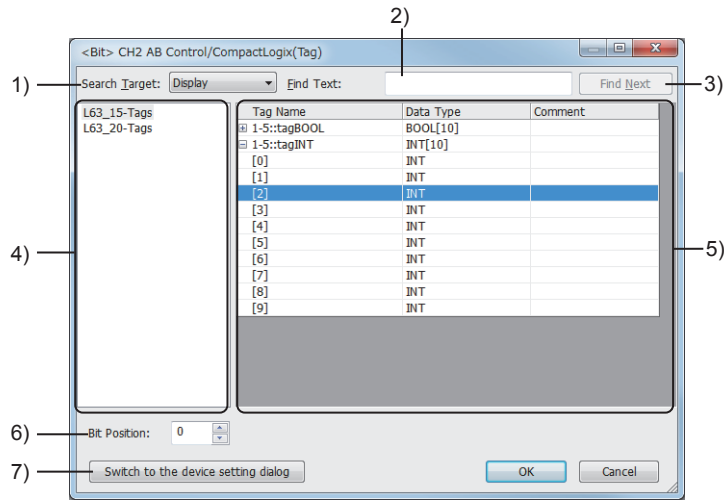 2)
<Bit> CH2 AB Control/CompactLogix(Tag)
1) Search Target: Display Find Text: Find Next 3)
L63_15-Tags
L63_20-Tags
Tag Name Data Type Comment
1-5::tagBOOL BOOL[10]
1-5::tagINT INT[10]
[0] INT
[1] INT
[2] INT
[3] INT
[4] INT
[5] INT
[6] INT
[7] INT
[8] INT
[9] INT
4)
5)
6) Bit Position: 0
7) Switch to the device setting dialog OK Cancel